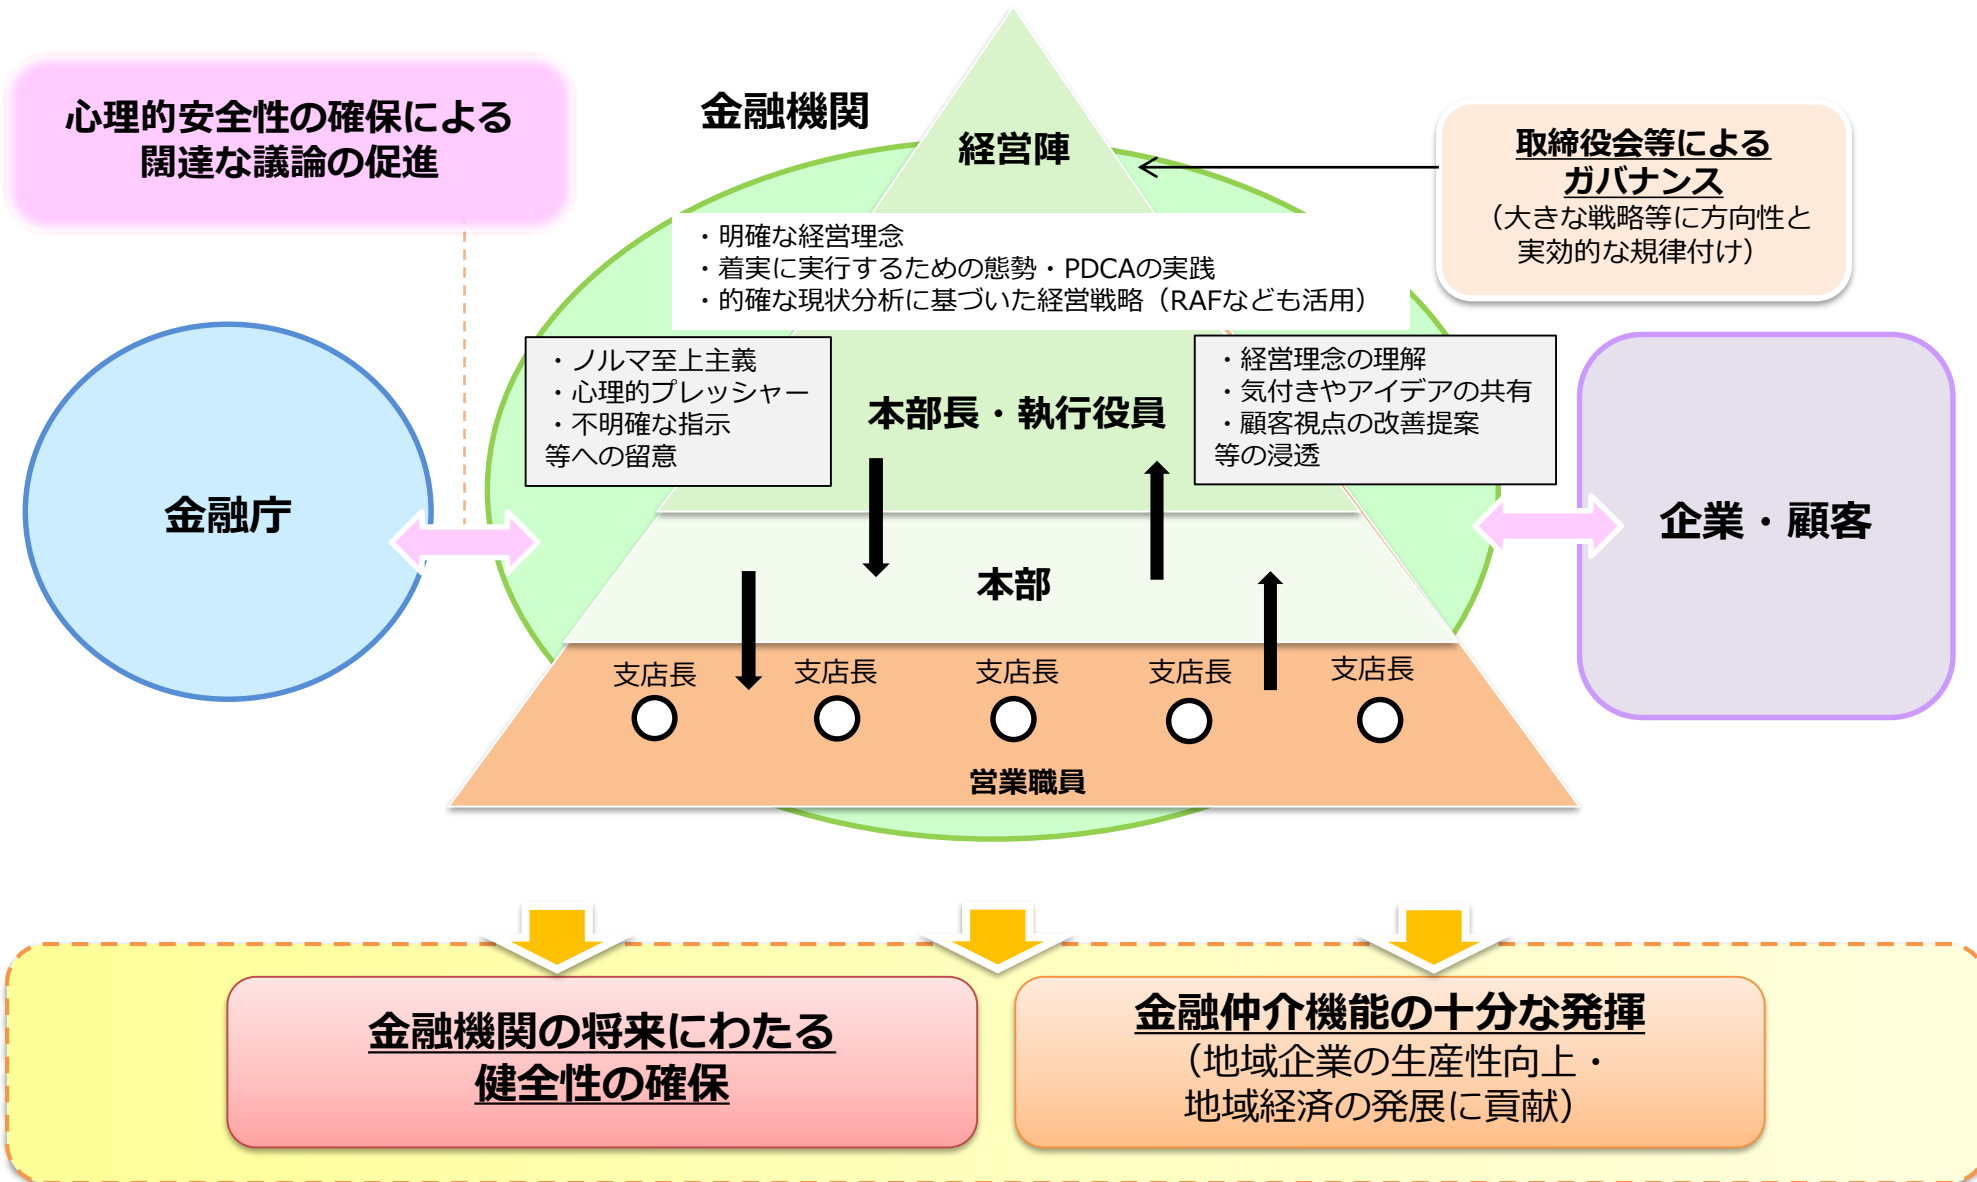 心理的安全性の確保による
闊達な議論の促進
金融機関
経営陣
取締役会等による
ガバナンス
（大きな戦略等に方向性と
実効的な規律付け）
・明確な経営理念
・着実に実行するための態勢・PDCAの実践
・的確な現状分析に基づいた経営戦略（RAFなども活用）
・ノルマ至上主義
・心理的プレッシャー
・不明確な指示
等への留意
本部長・執行役員
・経営理念の理解
・気付きやアイデアの共有
・顧客視点の改善提案
等の浸透
金融庁
企業・顧客
本部
支店長
支店長
支店長
支店長
支店長
営業職員
金融機関の将来にわたる
健全性の確保
金融仲介機能の十分な発揮
（地域企業の生産性向上・
地域経済の発展に貢献）